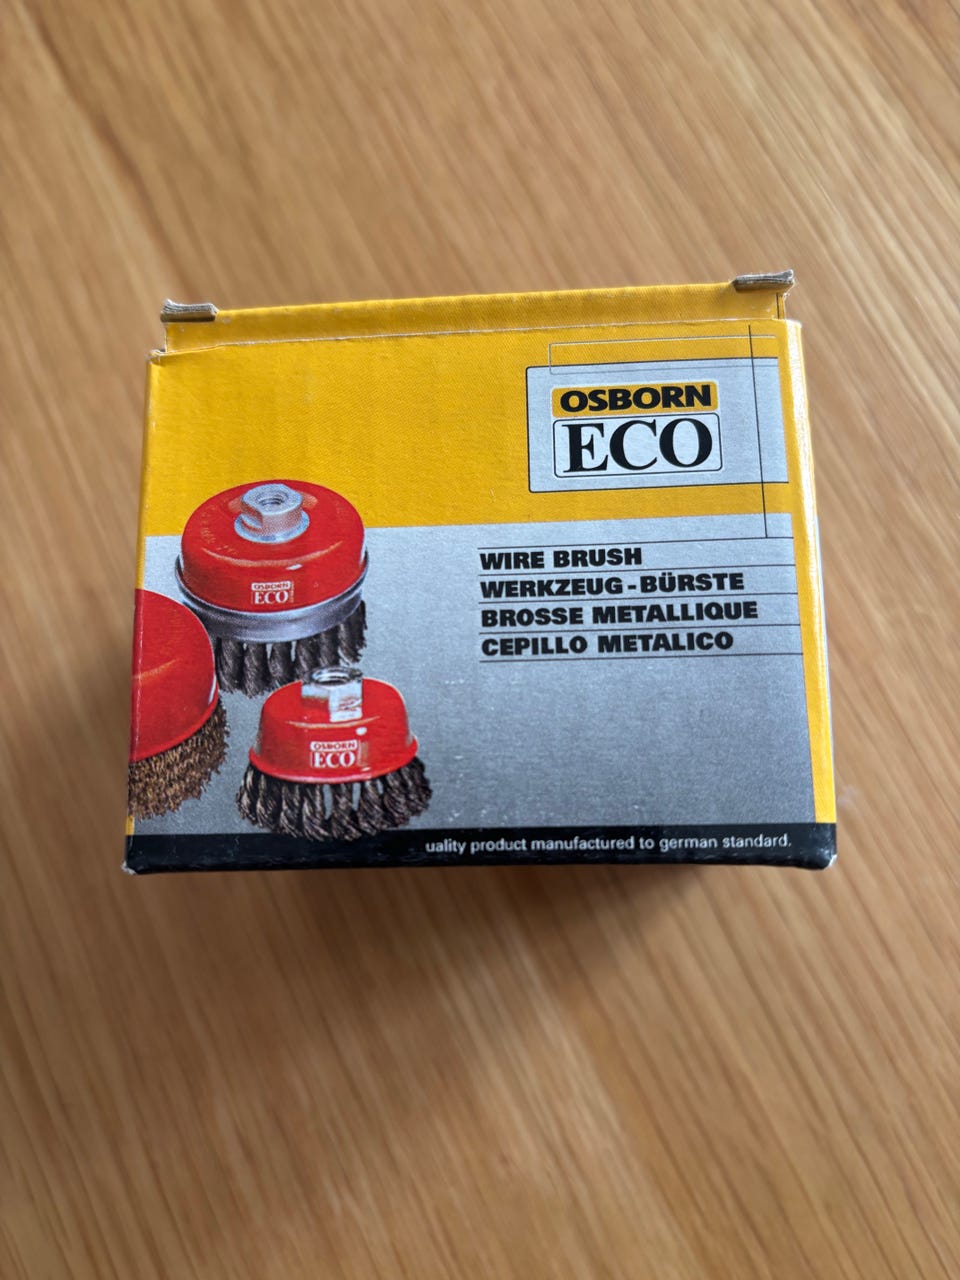 OSBORN
ECO
WIRE BRUSH
WERKZEUG-BÜRSTE
BROSSE METALLIQUE
CEPILLO METALICO
OSBORN
ECO
OSBORN
ECO
uality product manufactured to german standard.